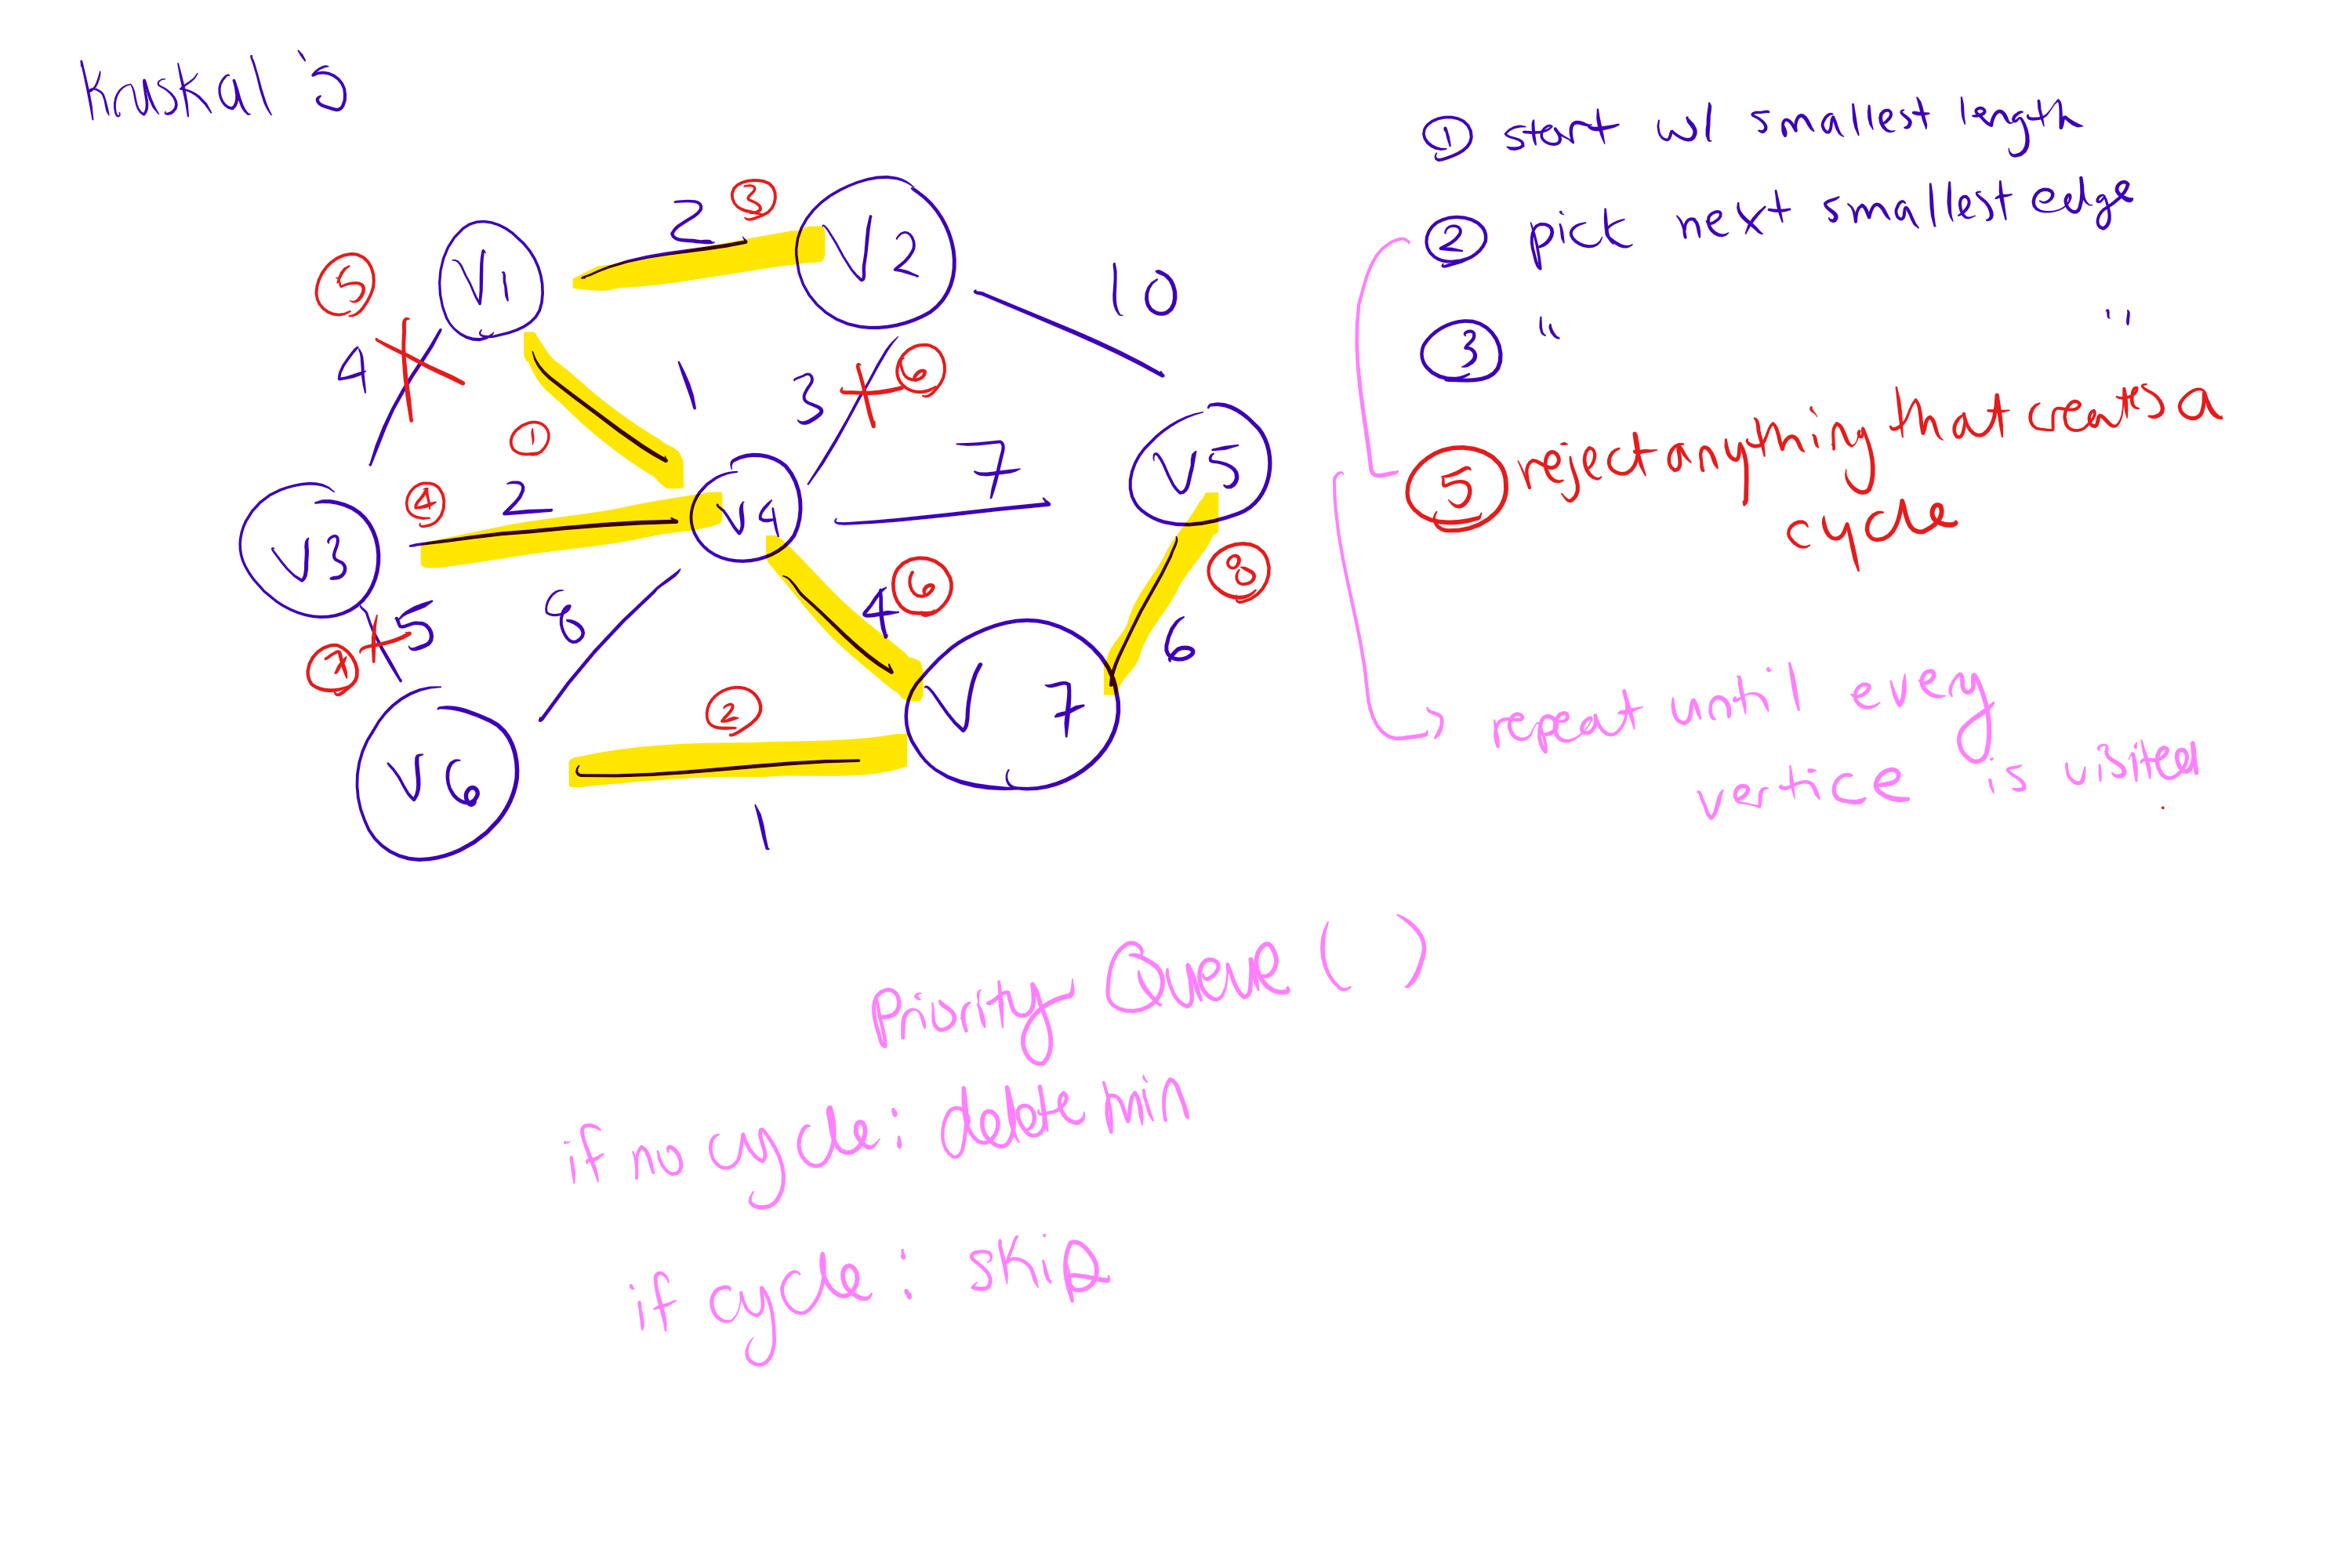 Kruskal's
① start w/ smallest length
② pick next smallest edge
③ " "
⑤ reject anything that creats a
cycle
repeat until every
vertice is visited
2 ③
V1
V2
10
⑤
4
1
3
⑥
①
7
V5
④
2
V3
V4
⑧
5
8
4 ⑥
6
⑦
②
V7
V6
1
Priority Queue ( )
if no cycle: delete min
if cycle: skip